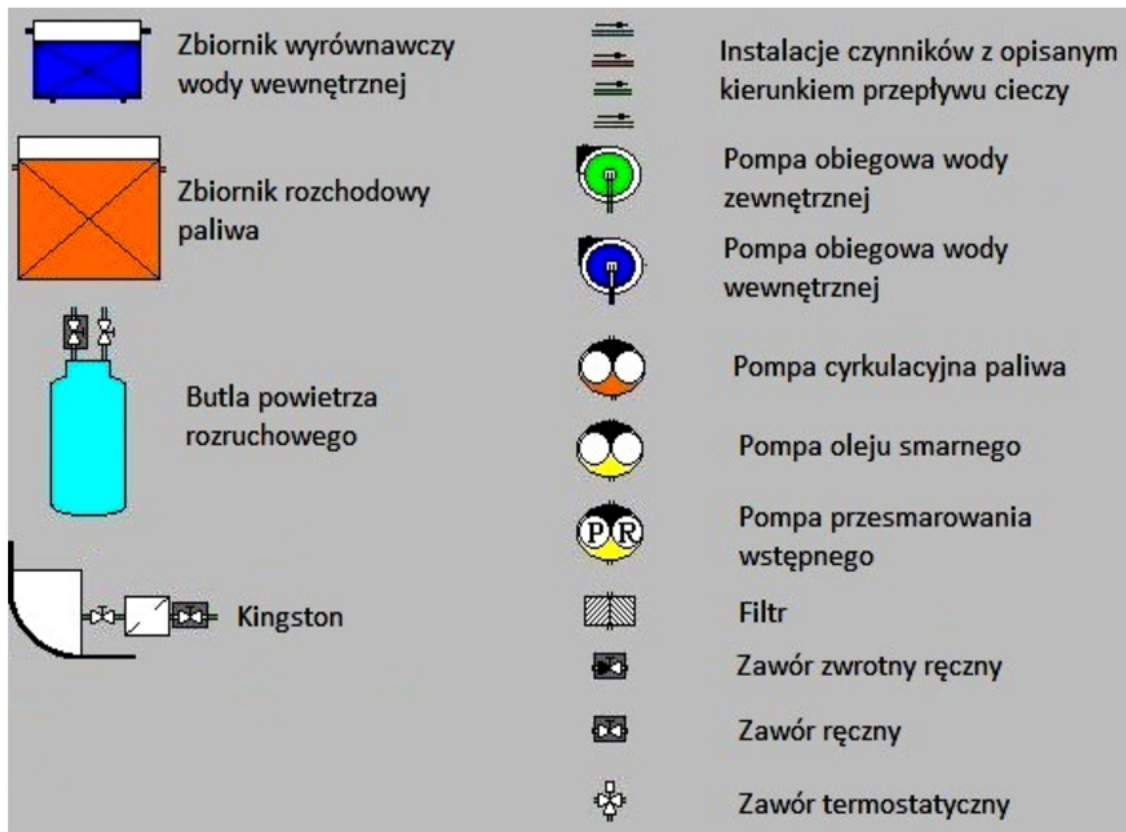 Zbiornik wyrównawczy
wody wewnętrznej
Zbiornik rozchodowy
paliwa
Butla powietrza
rozruchowego
Kingston
Instalacje czynników z opisanym
kierunkiem przepływu cieczy
Pompa obiegowa wody
zewnętrznej
Pompa obiegowa wody
wewnętrznej
Pompa cyrkulacyjna paliwa
Pompa oleju smarnego
P R
Pompa przesmarowania
wstępnego
Filtr
Zawór zwrotny ręczny
Zawór ręczny
Zawór termostatyczny